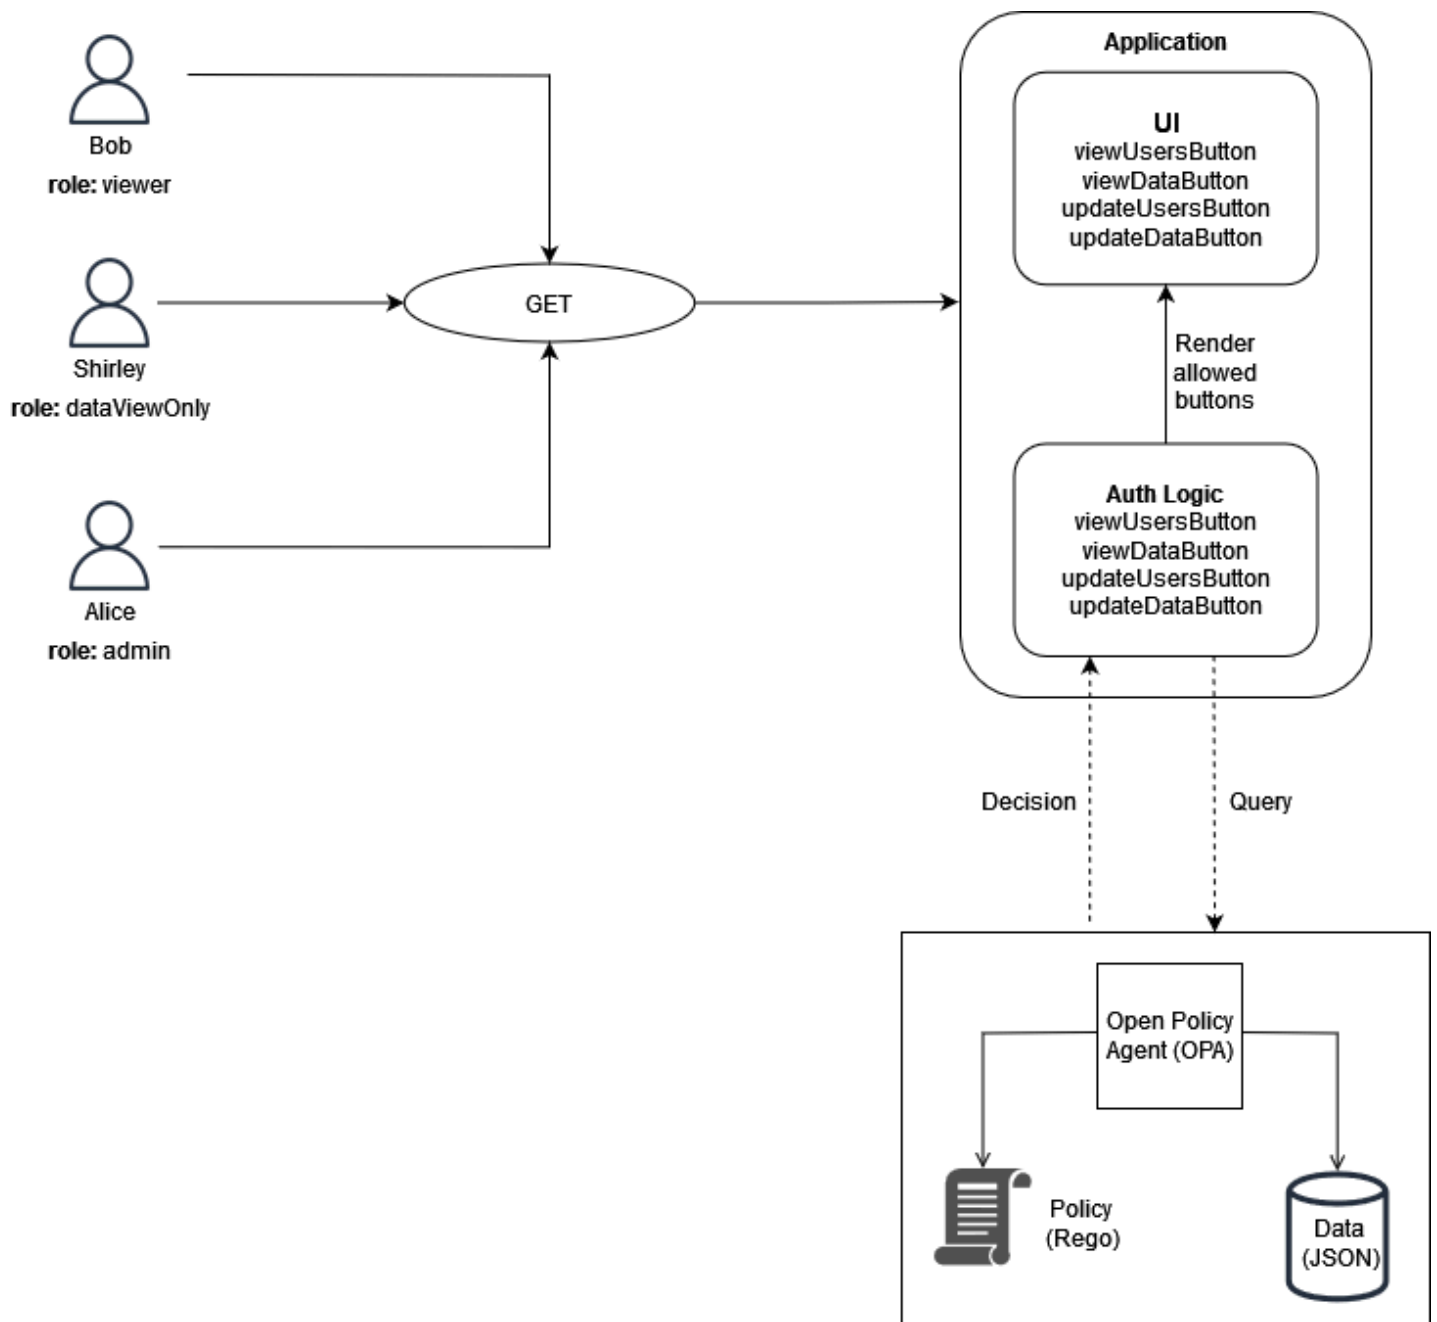 Bob
role: viewer
Shirley
role: dataViewOnly
Alice
role: admin
GET
Application
UI
viewUsersButton
viewDataButton
updateUsersButton
updateDataButton
Render
allowed
buttons
Auth Logic
viewUsersButton
viewDataButton
updateUsersButton
updateDataButton
Decision
Query
Open Policy
Agent (OPA)
Policy
(Rego)
Data
(JSON)